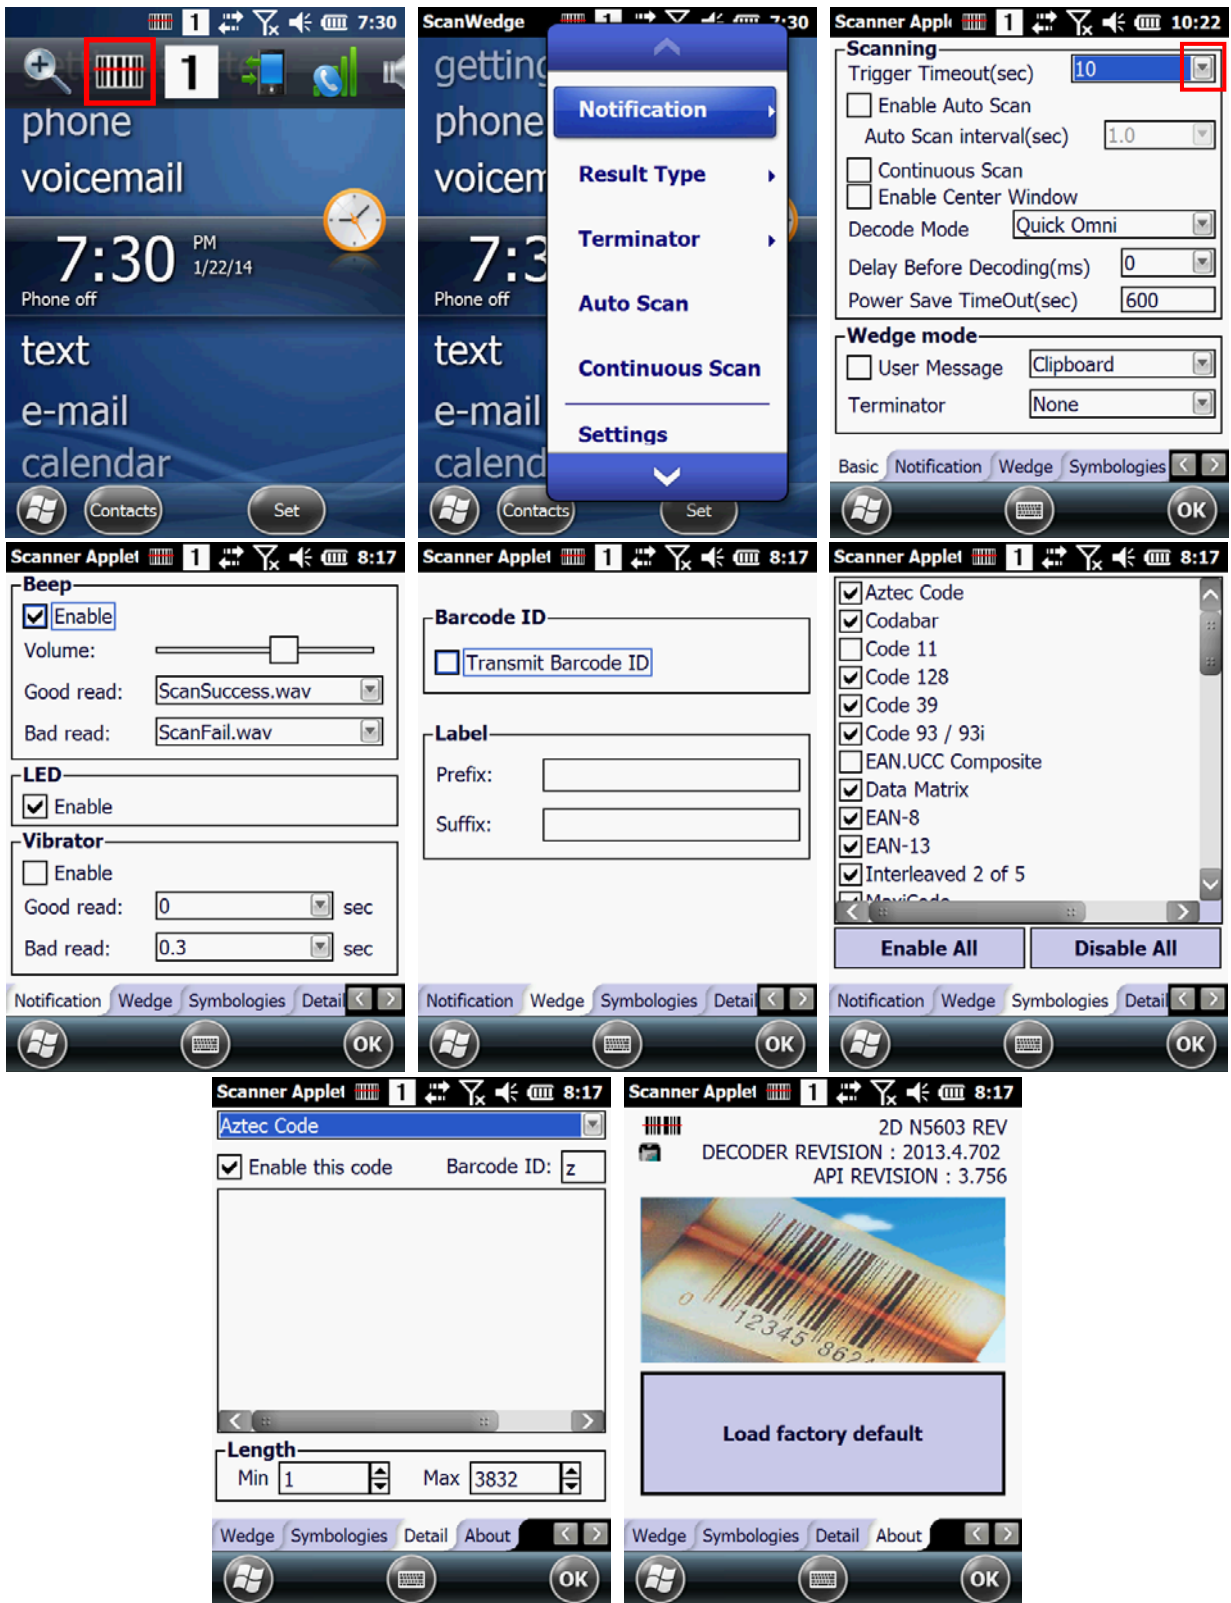 7:30
1
1
getting started
phone
voicemail
7:30 PM
1/22/14
Phone off
text
e-mail
calendar
Contacts
Set
ScanWedge 1 7:30
getting
phone
voicem
7:3
Phone off
text
e-mail
calend
Contacts
Set
Notification
Result Type
Terminator
Auto Scan
Continuous Scan
Settings
Scanner Appl 1 10:22
Scanning
Trigger Timeout(sec) 10
Enable Auto Scan
Auto Scan interval(sec) 1.0
Continuous Scan
Enable Center Window
Decode Mode Quick Omni
Delay Before Decoding(ms) 0
Power Save TimeOut(sec) 600
Wedge mode
User Message Clipboard
Terminator None
Basic Notification Wedge Symbologies
OK
Scanner Applet 1 8:17
Beep
Enable
Volume:
Good read: ScanSuccess.wav
Bad read: ScanFail.wav
LED
Enable
Vibrator
Enable
Good read: 0 sec
Bad read: 0.3 sec
Notification Wedge Symbologies Detail
OK
Scanner Applet 1 8:17
Barcode ID
Transmit Barcode ID
Label
Prefix:
Suffix:
Notification Wedge Symbologies Detail
OK
Scanner Applet 1 8:17
Aztec Code
Codabar
Code 11
Code 128
Code 39
Code 93 / 93i
EAN.UCC Composite
Data Matrix
EAN-8
EAN-13
Interleaved 2 of 5
MaxiCode
Enable All Disable All
Notification Wedge Symbologies Detail
OK
Scanner Applet 1 8:17
Aztec Code
Enable this code Barcode ID: z
Length
Min 1 Max 3832
Wedge Symbologies Detail About
OK
Scanner Applet 1 8:17
2D N5603 REV
DECODER REVISION : 2013.4.702
API REVISION : 3.756
0 12345 8624
Load factory default
Wedge Symbologies Detail About
OK